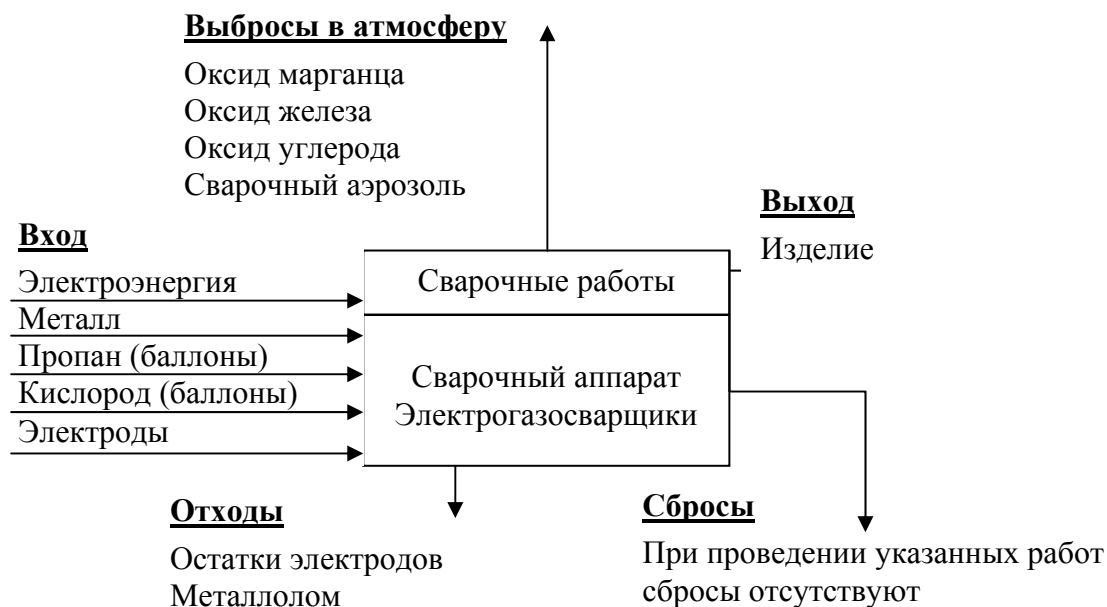 Выбросы в атмосферу
Оксид марганца
Оксид железа
Оксид углерода
Сварочный аэрозоль
Выход
Изделие
Вход
Электроэнергия
Металл
Пропан (баллоны)
Кислород (баллоны)
Электроды
Сварочные работы
Сварочный аппарат
Электрогазосварщики
Отходы
Остатки электродов
Металлолом
Сбросы
При проведении указанных работ
сбросы отсутствуют